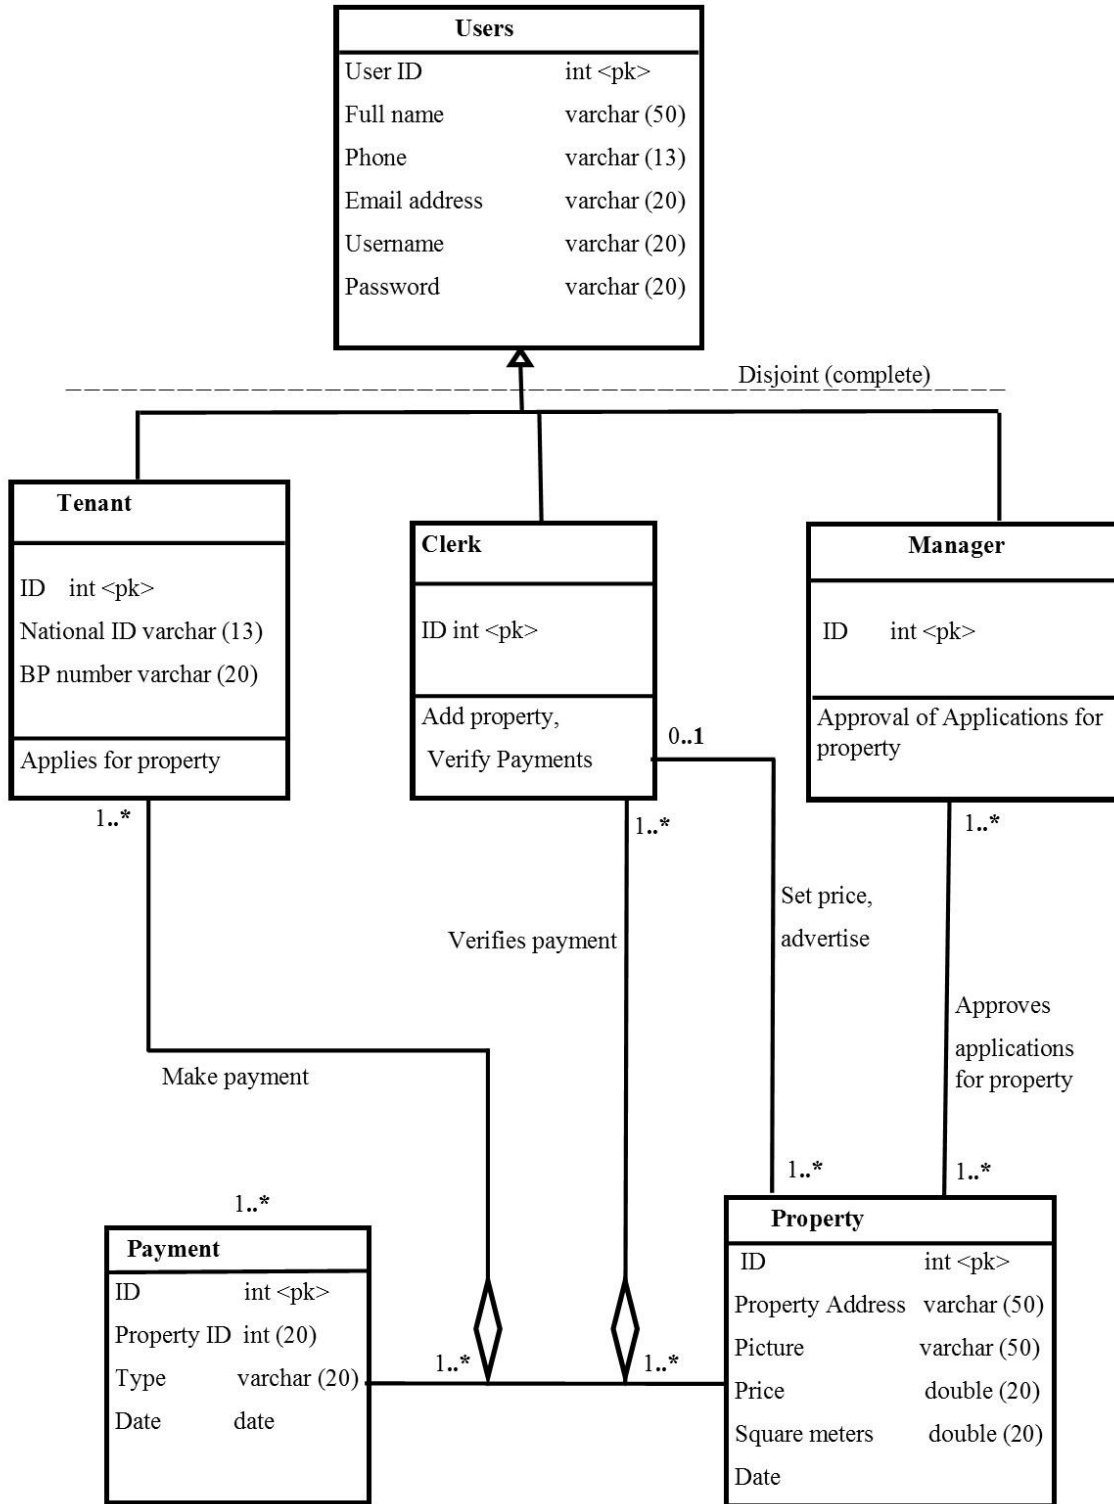 Users
User ID int <pk>
Full name varchar (50)
Phone varchar (13)
Email address varchar (20)
Username varchar (20)
Password varchar (20)
Disjoint (complete)
Tenant
ID int <pk>
National ID varchar (13)
BP number varchar (20)
Applies for property
Clerk
ID int <pk>
Add property,
Verify Payments
Manager
ID int <pk>
Approval of Applications for
property
0..1
1..*
1..*
1..*
Set price,
advertise
Verifies payment
Approves
applications
for property
Make payment
1..*
1..*
1..*
1..*
1..*
Payment
ID int <pk>
Property ID int (20)
Type varchar (20)
Date date
Property
ID int <pk>
Property Address varchar (50)
Picture varchar (50)
Price double (20)
Square meters double (20)
Date